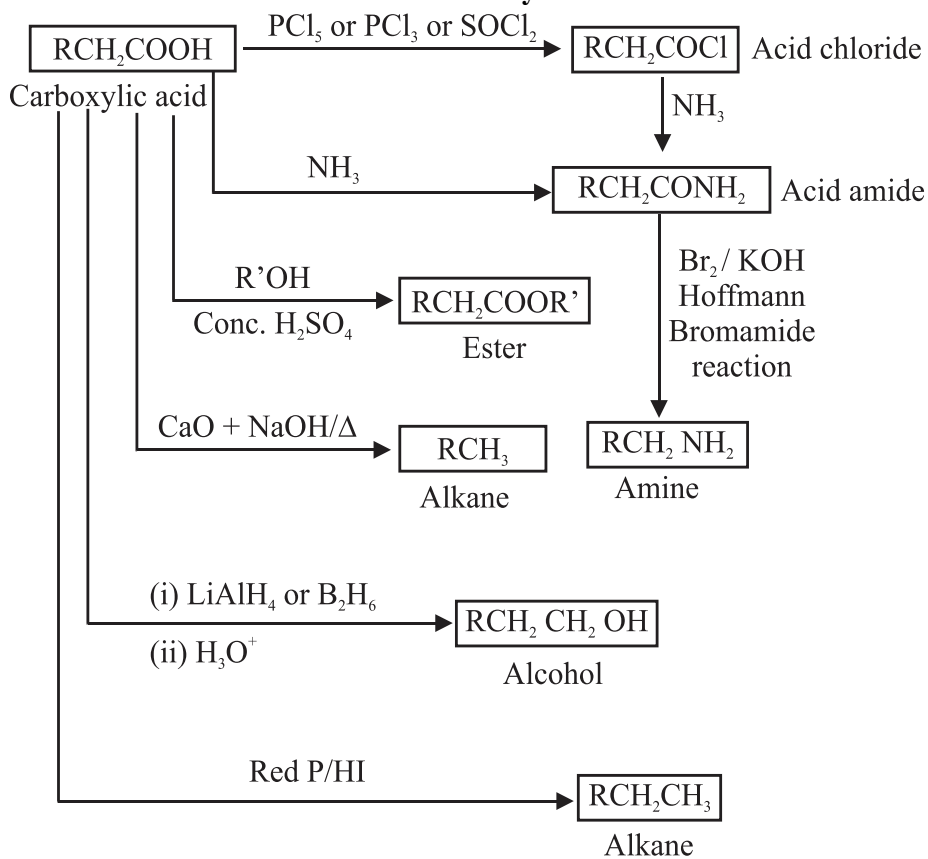 PCl₅ or PCl₃ or SOCl₂
RCH₂COOH
RCH₂COCl
Acid chloride
Carboxylic acid
NH₃
NH₃
RCH₂CONH₂
Acid amide
R’OH
Conc. H₂SO₄
RCH₂COOR’
Ester
Br₂ / KOH
Hoffmann
Bromamide
reaction
CaO + NaOH/Δ
RCH₃
Alkane
RCH₂ NH₂
Amine
(i) LiAlH₄ or B₂H₆
(ii) H₃O⁺
RCH₂ CH₂ OH
Alcohol
Red P/HI
RCH₂CH₃
Alkane